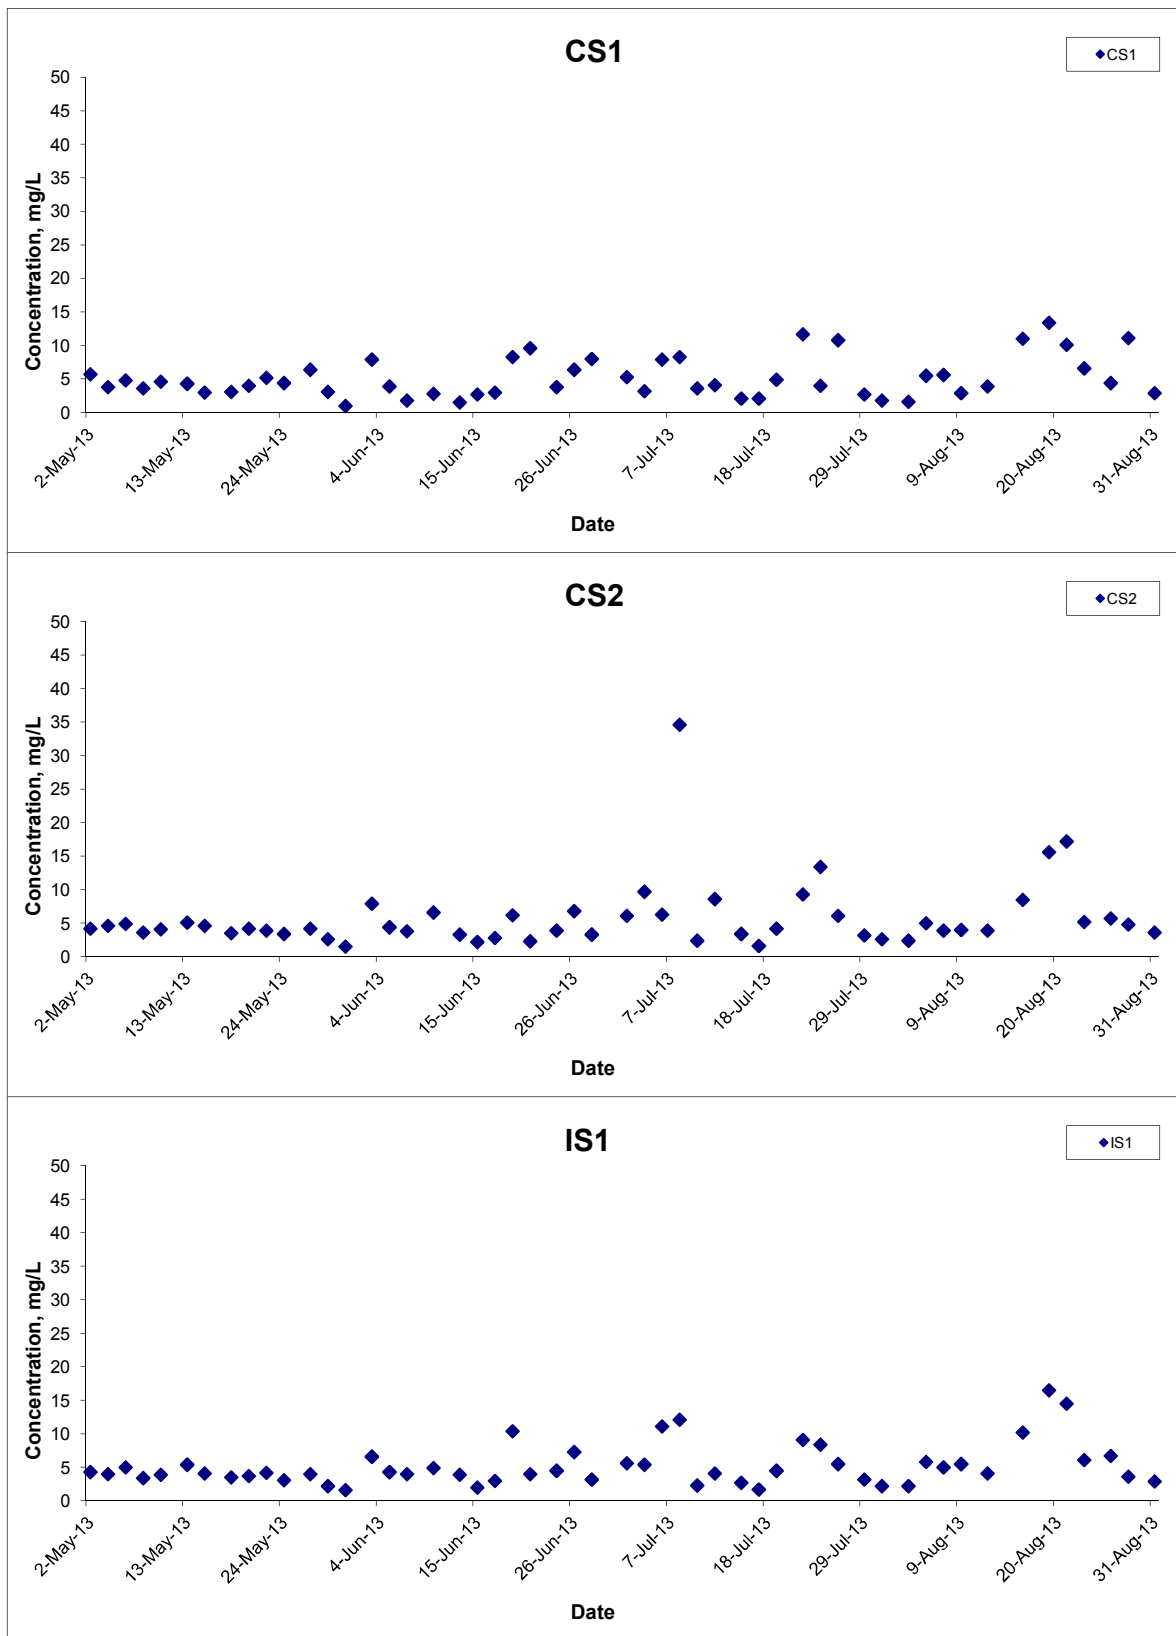 CS1
CS1
50
45
40
35
30
25
20
15
10
5
0
Concentration, mg/L
2-May-13
13-May-13
24-May-13
4-Jun-13
15-Jun-13
26-Jun-13
7-Jul-13
18-Jul-13
29-Jul-13
9-Aug-13
20-Aug-13
31-Aug-13
Date
CS2
CS2
50
45
40
35
30
25
20
15
10
5
0
Concentration, mg/L
2-May-13
13-May-13
24-May-13
4-Jun-13
15-Jun-13
26-Jun-13
7-Jul-13
18-Jul-13
29-Jul-13
9-Aug-13
20-Aug-13
31-Aug-13
Date
IS1
IS1
50
45
40
35
30
25
20
15
10
5
0
Concentration, mg/L
2-May-13
13-May-13
24-May-13
4-Jun-13
15-Jun-13
26-Jun-13
7-Jul-13
18-Jul-13
29-Jul-13
9-Aug-13
20-Aug-13
31-Aug-13
Date